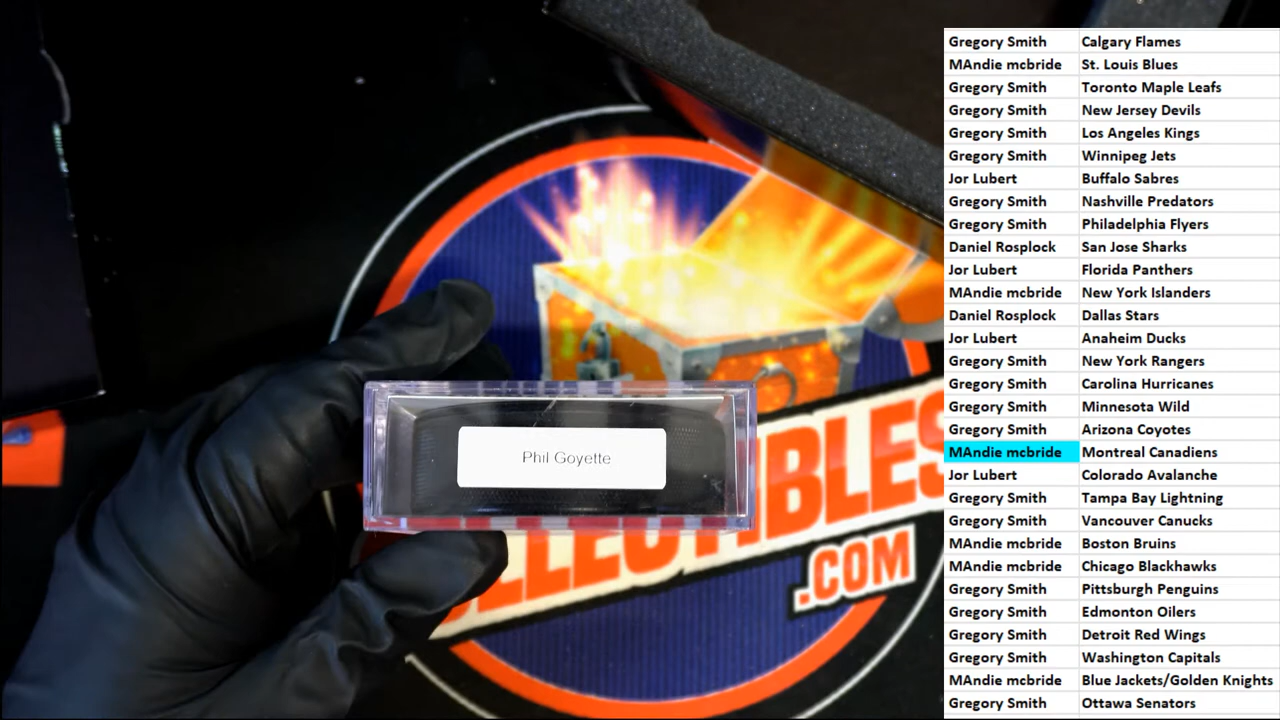 Phil Goyette
LLECTIBLES
.COM
Gregory Smith Calgary Flames
MAndie mcbride St. Louis Blues
Gregory Smith Toronto Maple Leafs
Gregory Smith New Jersey Devils
Gregory Smith Los Angeles Kings
Gregory Smith Winnipeg Jets
Jor Lubert Buffalo Sabres
Gregory Smith Nashville Predators
Gregory Smith Philadelphia Flyers
Daniel Rosplock San Jose Sharks
Jor Lubert Florida Panthers
MAndie mcbride New York Islanders
Daniel Rosplock Dallas Stars
Jor Lubert Anaheim Ducks
Gregory Smith New York Rangers
Gregory Smith Carolina Hurricanes
Gregory Smith Minnesota Wild
Gregory Smith Arizona Coyotes
MAndie mcbride Montreal Canadiens
Jor Lubert Colorado Avalanche
Gregory Smith Tampa Bay Lightning
Gregory Smith Vancouver Canucks
MAndie mcbride Boston Bruins
MAndie mcbride Chicago Blackhawks
Gregory Smith Pittsburgh Penguins
Gregory Smith Edmonton Oilers
Gregory Smith Detroit Red Wings
Gregory Smith Washington Capitals
MAndie mcbride Blue Jackets/Golden Knights
Gregory Smith Ottawa Senators